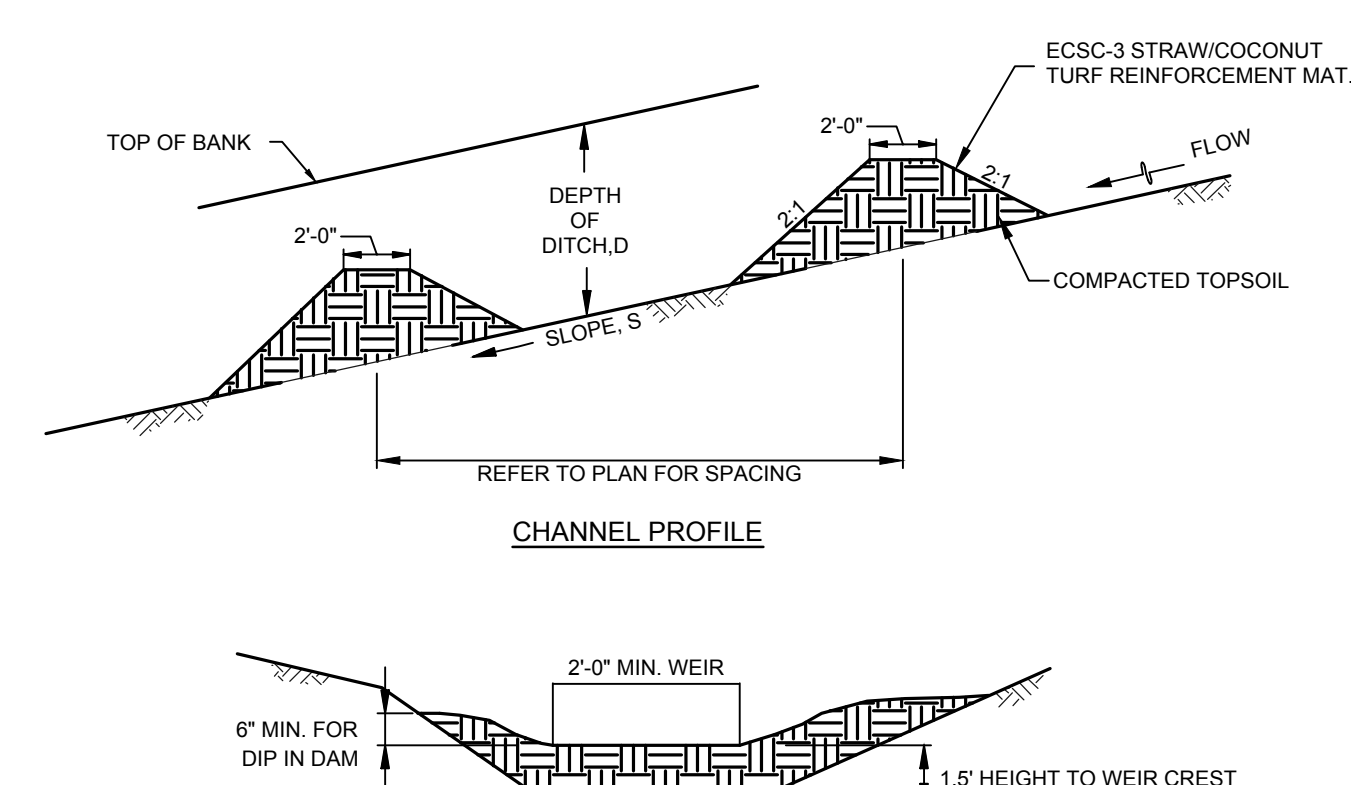 ECSC-3 STRAW/COCONUT
TURF REINFORCEMENT MAT.
TOP OF BANK
2'-0"
FLOW
2:1
DEPTH
OF
DITCH,D
2:1
2'-0"
COMPACTED TOPSOIL
SLOPE, S
REFER TO PLAN FOR SPACING
CHANNEL PROFILE
2'-0" MIN. WEIR
6" MIN. FOR
DIP IN DAM
1.5' HEIGHT TO WEIR CREST